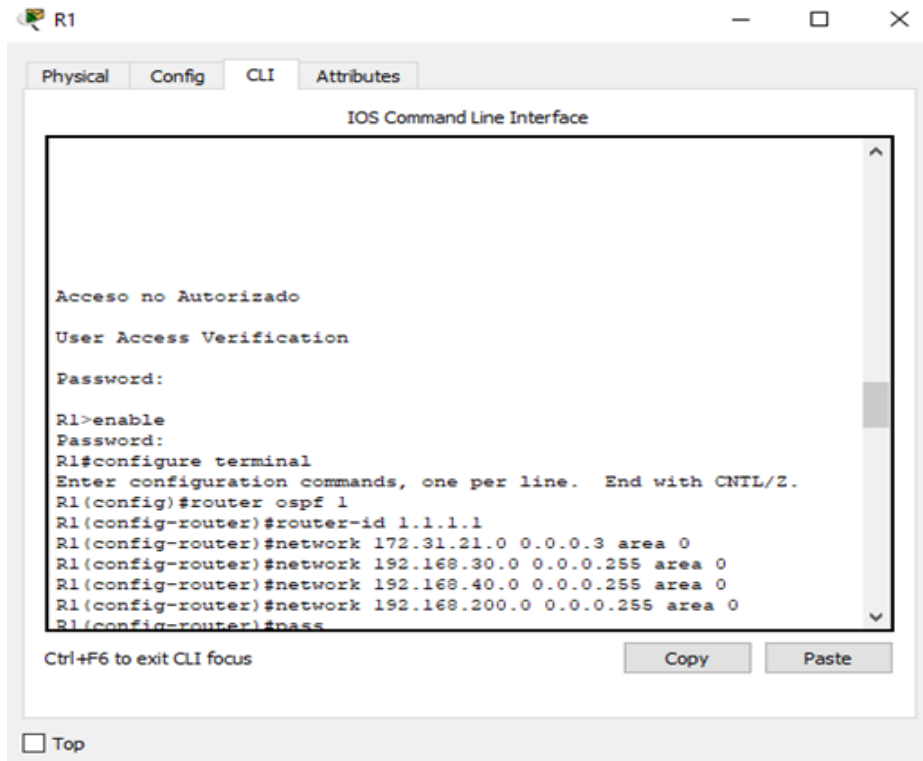 R1
Physical Config CLI Attributes
IOS Command Line Interface
Acceso no Autorizado
User Access Verification
Password:
R1>enable
Password:
R1#configure terminal
Enter configuration commands, one per line.  End with CNTL/Z.
R1(config)#router ospf 1
R1(config-router)#router-id 1.1.1.1
R1(config-router)#network 172.31.21.0 0.0.0.3 area 0
R1(config-router)#network 192.168.30.0 0.0.0.255 area 0
R1(config-router)#network 192.168.40.0 0.0.0.255 area 0
R1(config-router)#network 192.168.200.0 0.0.0.255 area 0
R1(config-router)#pass
Ctrl+F6 to exit CLI focus
Copy Paste
Top